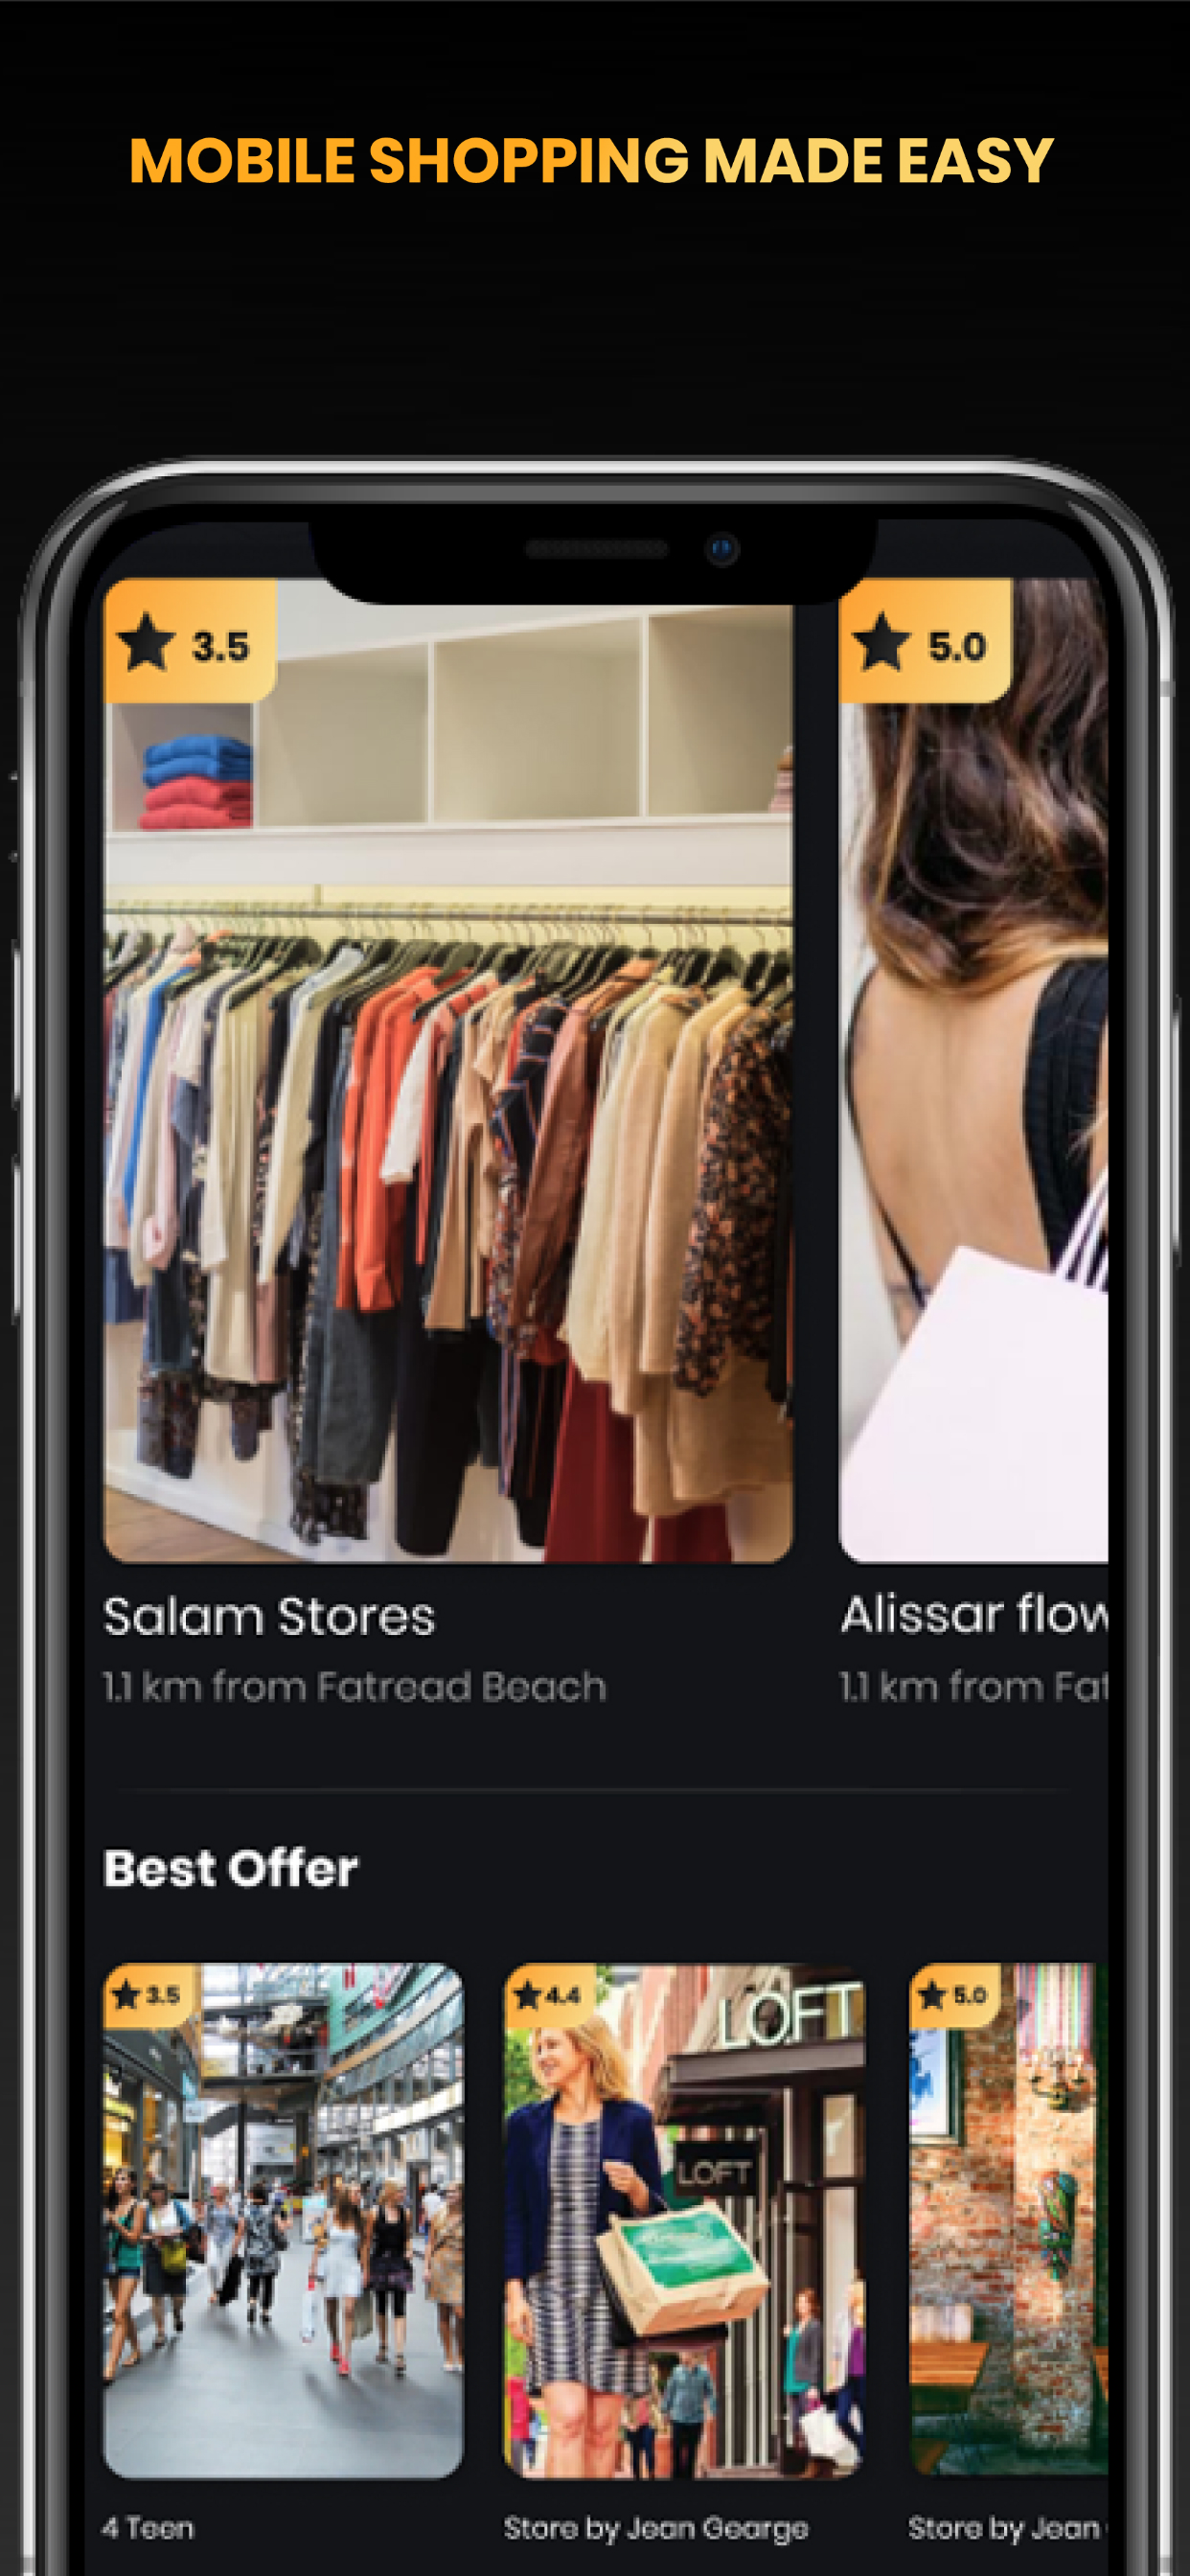 MOBILE SHOPPING MADE EASY
3.5
5.0
Salam Stores
Alissar flow
1.1 km from Fatread Beach
1.1 km from Fat
Best Offer
3.5
4.4
5.0
LOFT
LOFT
4 Teen
Store by Jean Gearge
Store by Jean